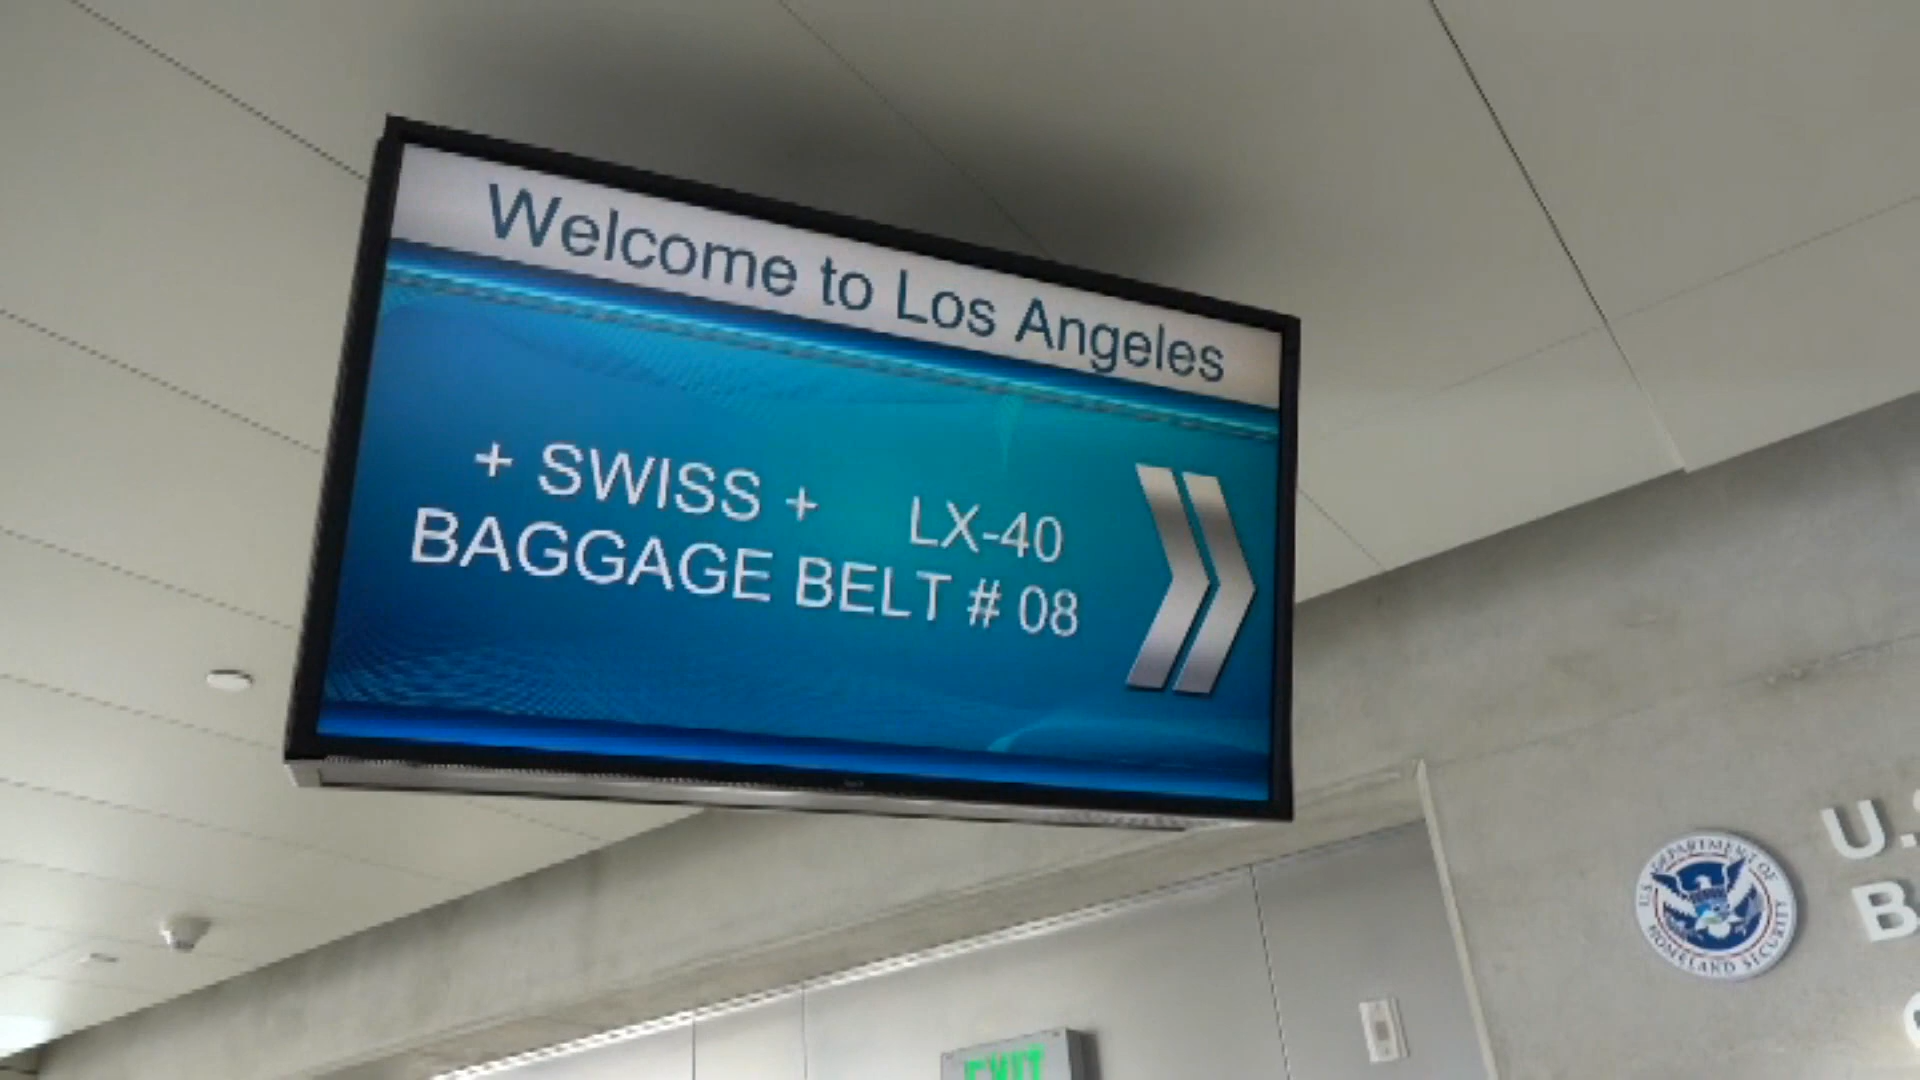 Welcome to Los Angeles
+ SWISS + LX-40
BAGGAGE BELT # 08
U.S. DEPARTMENT OF
HOMELAND SECURITY
EXIT